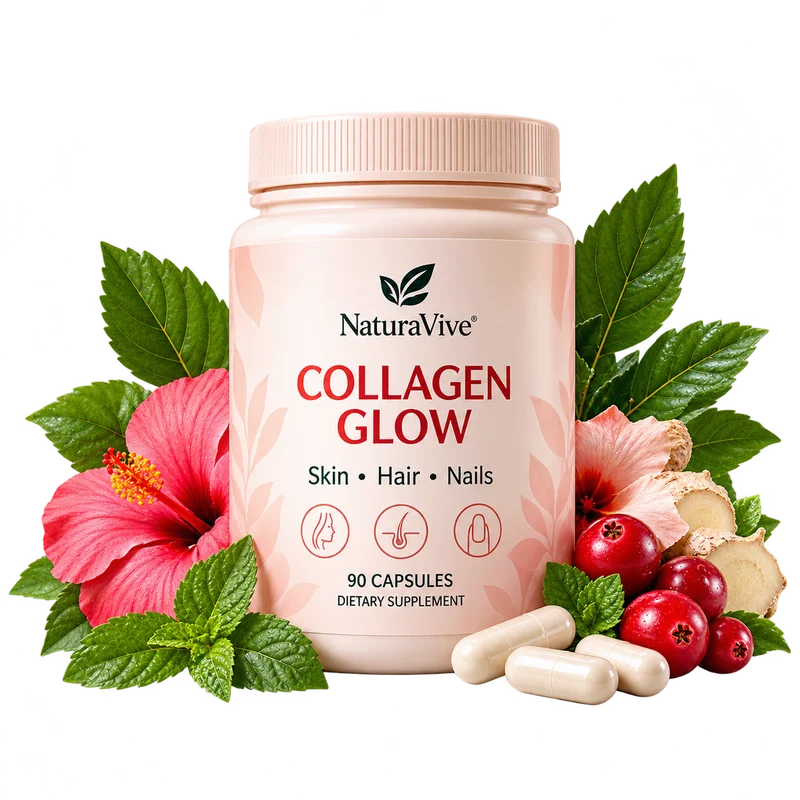 NaturaVive®
COLLAGEN
GLOW
Skin • Hair • Nails
90 CAPSULES
DIETARY SUPPLEMENT